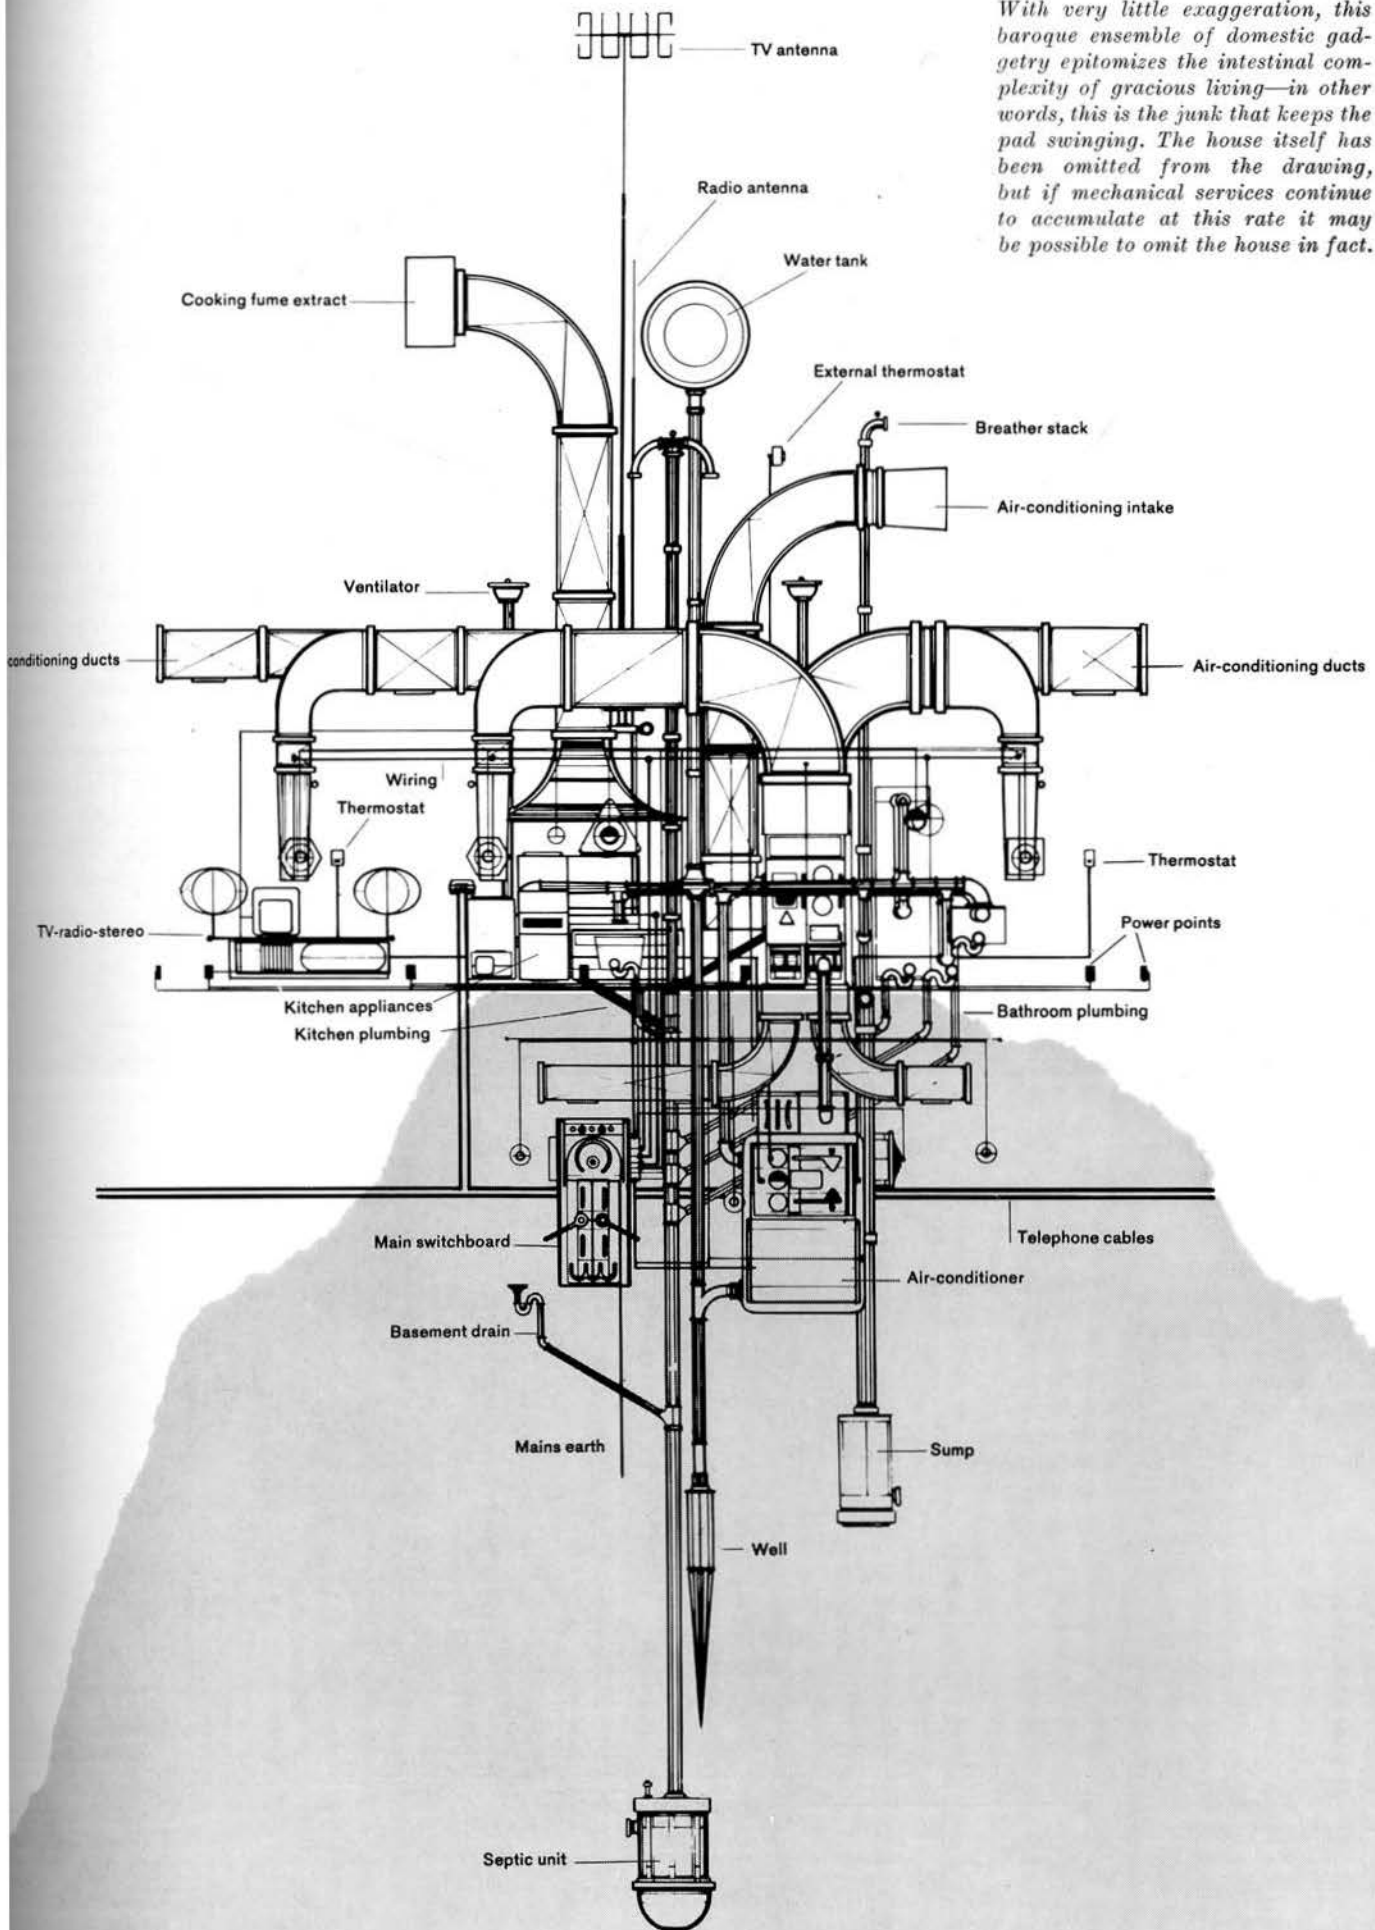 With very little exaggeration, this
baroque ensemble of domestic gad-
getry epitomizes the intestinal com-
plexity of gracious living—in other
words, this is the junk that keeps the
pad swinging. The house itself has
been omitted from the drawing,
but if mechanical services continue
to accumulate at this rate it may
be possible to omit the house in fact.
TV antenna
Radio antenna
Water tank
Cooking fume extract
External thermostat
Breather stack
Air-conditioning intake
Ventilator
conditioning ducts
Air-conditioning ducts
Wiring
Thermostat
Thermostat
TV-radio-stereo
Power points
Kitchen appliances
Kitchen plumbing
Bathroom plumbing
Main switchboard
Telephone cables
Air-conditioner
Basement drain
Mains earth
Sump
Well
Septic unit